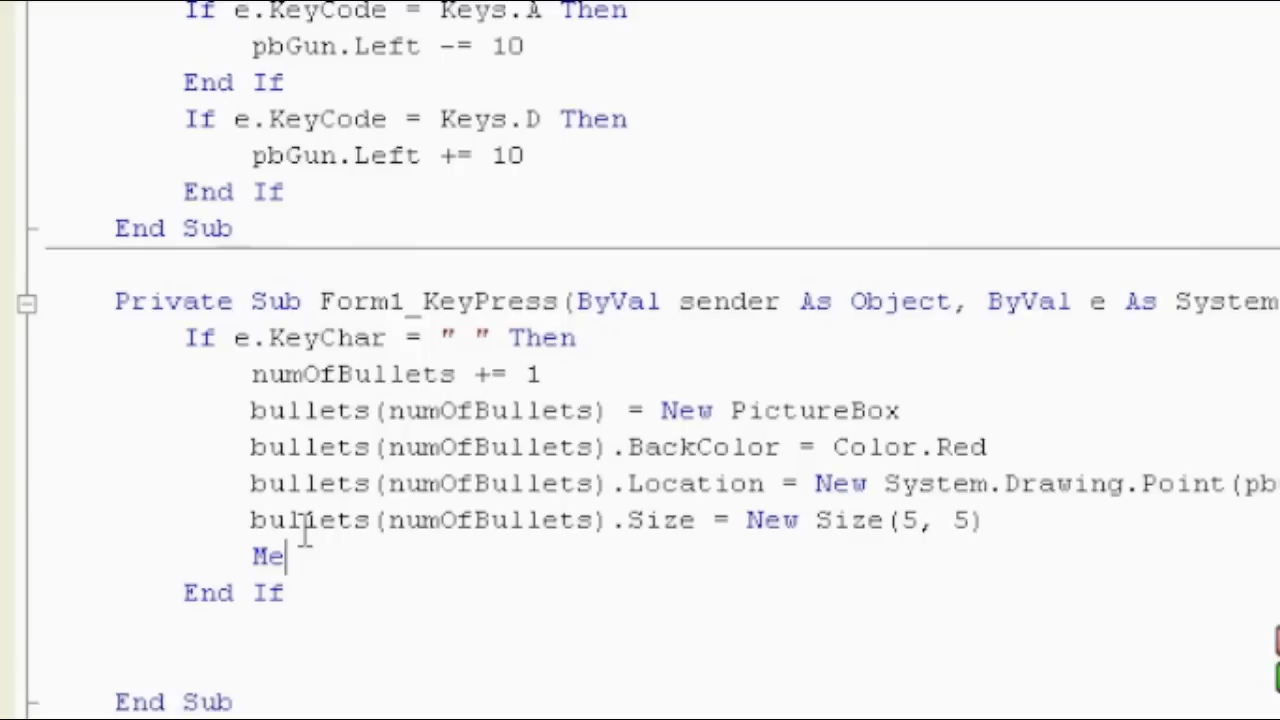 If e.KeyCode = Keys.A Then
pbGun.Left -= 10
End If
If e.KeyCode = Keys.D Then
pbGun.Left += 10
End If
End Sub
Private Sub Form1_KeyPress(ByVal sender As Object, ByVal e As System
If e.KeyChar = " " Then
numOfBullets += 1
bullets(numOfBullets) = New PictureBox
bullets(numOfBullets).BackColor = Color.Red
bullets(numOfBullets).Location = New System.Drawing.Point(pb
bullets(numOfBullets).Size = New Size(5, 5)
Me
End If
End Sub